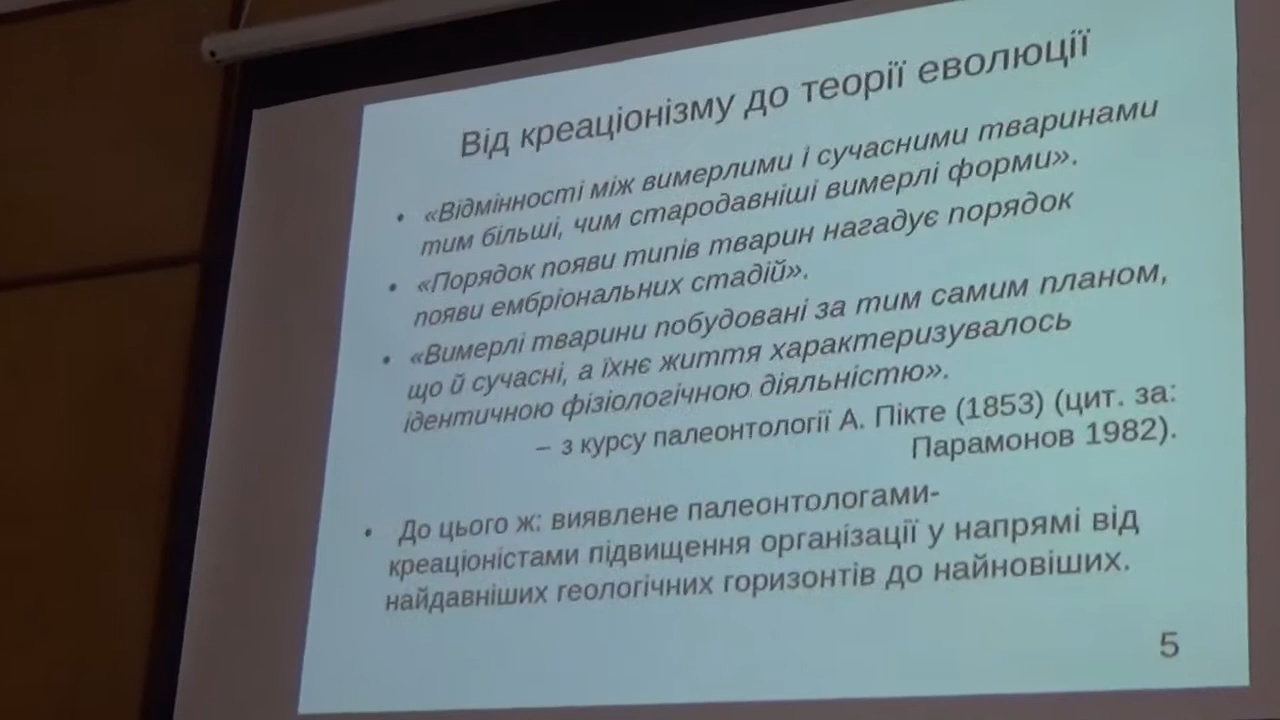 Від креаціонізму до теорії еволюції
• «Відмінності між вимерлими і сучасними тваринами
тим більші, чим стародавніші вимерлі форми».
• «Порядок появи типів тварин нагадує порядок
появи ембріональних стадій».
• «Вимерлі тварини побудовані за тим самим планом,
що й сучасні, а їхнє життя характеризувалось
ідентичною фізіологічною діяльністю».
– з курсу палеонтології А. Пікте (1853) (цит. за:
Парамонов 1982).
• До цього ж: виявлене палеонтологами-
креаціоністами підвищення організації у напрямі від
найдавніших геологічних горизонтів до найновіших.
5